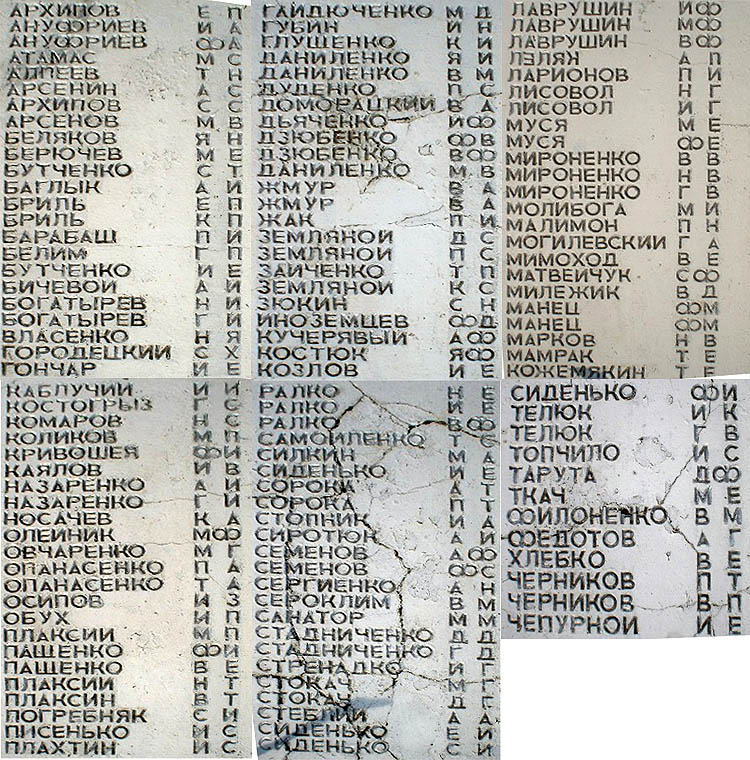 АРХИПОВ Е П
АНУФРИЕВ И А
АНУФРИЕВ Ф А
АТАМАС М С
АЛПЕЕВ Т Н
АРСЕНИН А С
АРХИПОВ С С
АРСЕНОВ М В
БЕЛЯКОВ Я Н
БЕРЮЧЕВ М Е
БУТЧЕНКО С Т
БАГЛЫК А И
БРИЛЬ Е П
БРИЛЬ К П
БАРАБАШ П И
БЕЛИМ Г П
БУТЧЕНКО И Е
БИЧЕВОЙ А И
БОГАТЫРЕВ Н И
БОГАТЫРЕВ Г И
ВЛАСЕНКО Н Я
ГОРОДЕЦКИЙ С Х
ГОНЧАР И Е
ГАЙДЮЧЕНКО М Д
ГУБИН И Н
ГЛУЩЕНКО К И
ДАНИЛЕНКО Я И
ДАНИЛЕНКО В М
ДУДЕНКО П С
ДОМОРАЦКИЙ В А
ДЬЯЧЕНКО И Ф
ДЗЮБЕНКО Ф В
ДЗЮБЕНКО В Ф
ДАНИЛЕНКО М В
ЖМУР В А
ЖМУР В А
ЖАК П И
ЗЕМЛЯНОЙ Д С
ЗЕМЛЯНОЙ П С
ЗАИЧЕНКО Т П
ЗЕМЛЯНОЙ К С
ЗЮКИН С Н
ИНОЗЕМЦЕВ Ф Д
КУЧЕРЯВЫЙ А Ф
КОСТЮК Я Ф
КОЗЛОВ И Е
ЛАВРУШИН И Ф
ЛАВРУШИН М Ф
ЛАВРУШИН В Ф
ЛЕЛЯК А П
ЛАРИОНОВ П И
ЛИСОВОЛ Н Г
ЛИСОВОЛ И Г
МУСЯ М Е
МУСЯ Ф Е
МИРОНЕНКО В В
МИРОНЕНКО Н В
МИРОНЕНКО Г В
МОЛИБОГА М И
МАЛИМОН П Н
МОГИЛЕВСКИЙ Г А
МИМОХОД В Е
МАТВЕЙЧУК С Ф
МИЛЕЖИК В Д
МАНЕЦ Ф М
МАНЕЦ Ф М
МАРКОВ Н В
МАМРАК Т Е
КОЖЕМЯКИН Т Е
КАБЛУЧИЙ И И
КОСТОГРЫЗ Г С
КОМАРОВ Н С
КОЛИКОВ М П
КРИВОШЕЯ Ф И
КАЯЛОВ И В
НАЗАРЕНКО А И
НАЗАРЕНКО Г И
НОСАЧЕВ К А
ОЛЕЙНИК М Ф
ОВЧАРЕНКО М Г
ОПАНАСЕНКО П А
ОПАНАСЕНКО Т А
ОСИПОВ И З
ОБУХ И П
ПЛАКСИЙ М П
ПАЩЕНКО Ф И
ПАЩЕНКО В Е
ПЛАКСИЙ Н Т
ПЛАКСИН В Т
ПОГРЕБНЯК С И
ПИСЕНЬКО И С
ПЛАХТИН И С
РАЛКО Н Е
РАЛКО И Е
РАЛКО В Ф
САМОЙЛЕНКО Т С
СИЛКИН М А
СИДЕНЬКО И Е
СОРОКА А Т
СОРОКА П Т
СТОПНИК И А
СИРОТЮК А И
СЕМЕНОВ А Ф
СЕМЕНОВ Ф С
СЕРГИЕНКО А Н
СЕРОКЛИМ В М
САНАТОР М М
СТАДНИЧЕНКО Д Д
СТАДНИЧЕНКО Г Д
СТРЕНАДКО И Г
СТОКАЧ М Г
СТОКАЧ Д Г
СТЕБЛИЙ А А
СИДЕНЬКО Е И
СИДЕНЬКО С И
СИДЕНЬКО Ф И
ТЕЛЮК И К
ТЕЛЮК Г В
ТОПЧИЛО И С
ТАРУТА Д Ф
ТКАЧ М Е
ФИЛОНЕНКО В М
ФЕДОТОВ А Г
ХЛЕБКО В Е
ЧЕРНИКОВ П Т
ЧЕРНИКОВ В П
ЧЕПУРНОЙ И Е